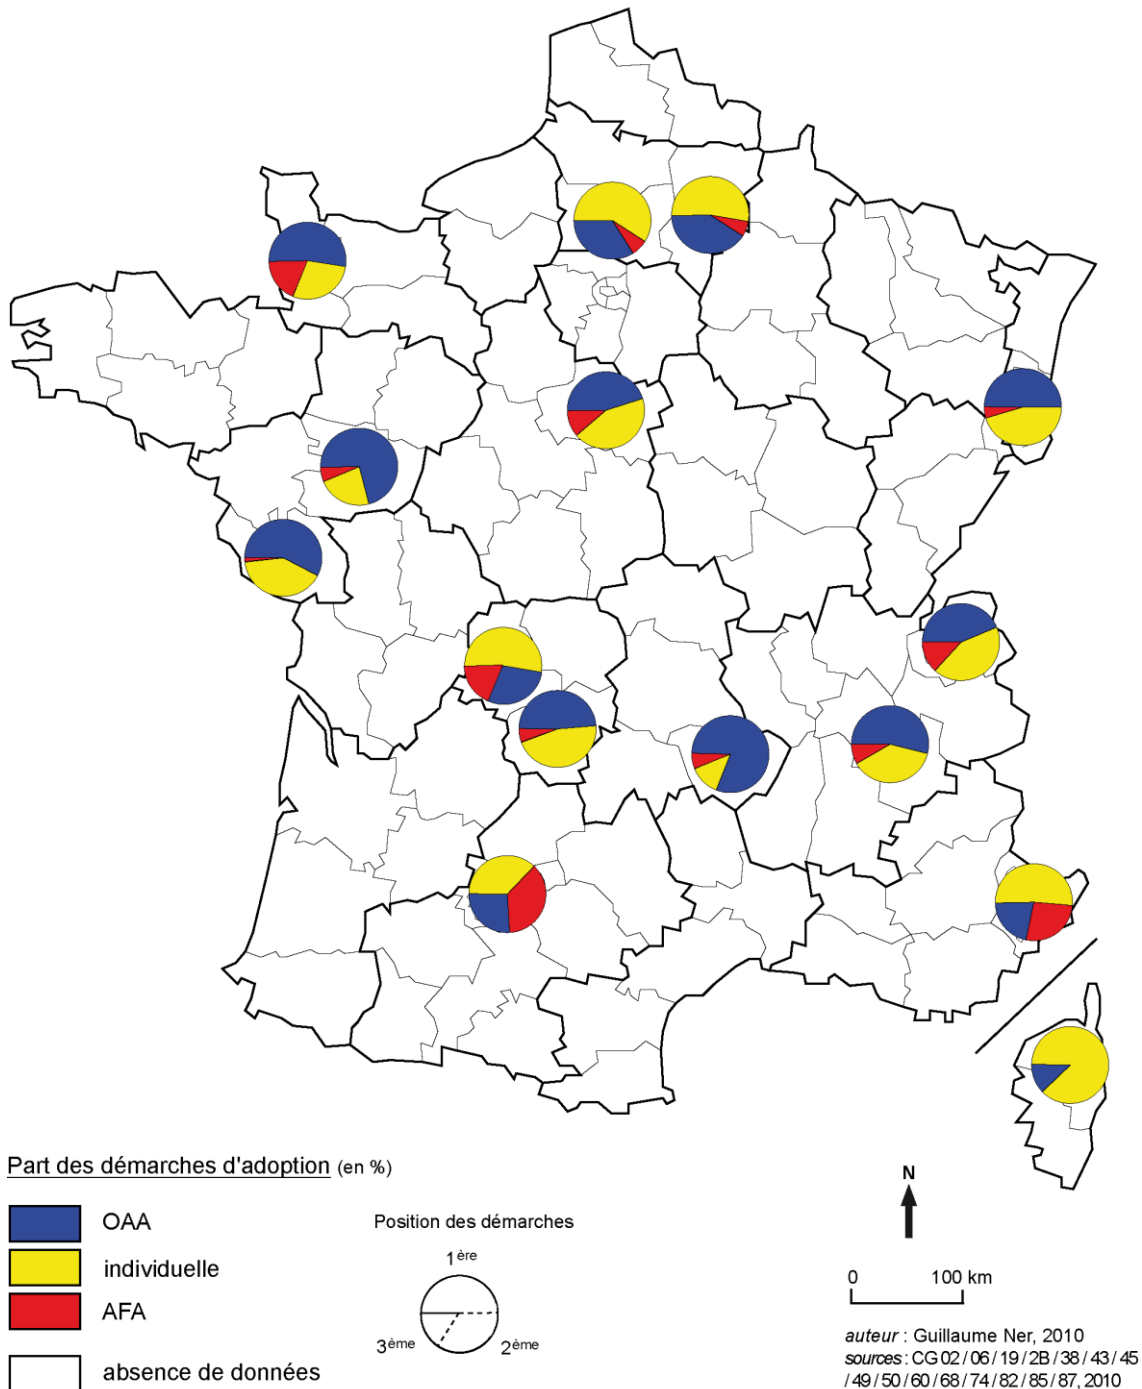 Part des démarches d'adoption (en %)
OAA
individuelle
AFA
absence de données
Position des démarches
1ère
3ème
2ème
N
0 100 km
auteur : Guillaume Ner, 2010
sources : CG 02 / 06 / 19 / 2B / 38 / 43 / 45
/ 49 / 50 / 60 / 68 / 74 / 82 / 85 / 87, 2010